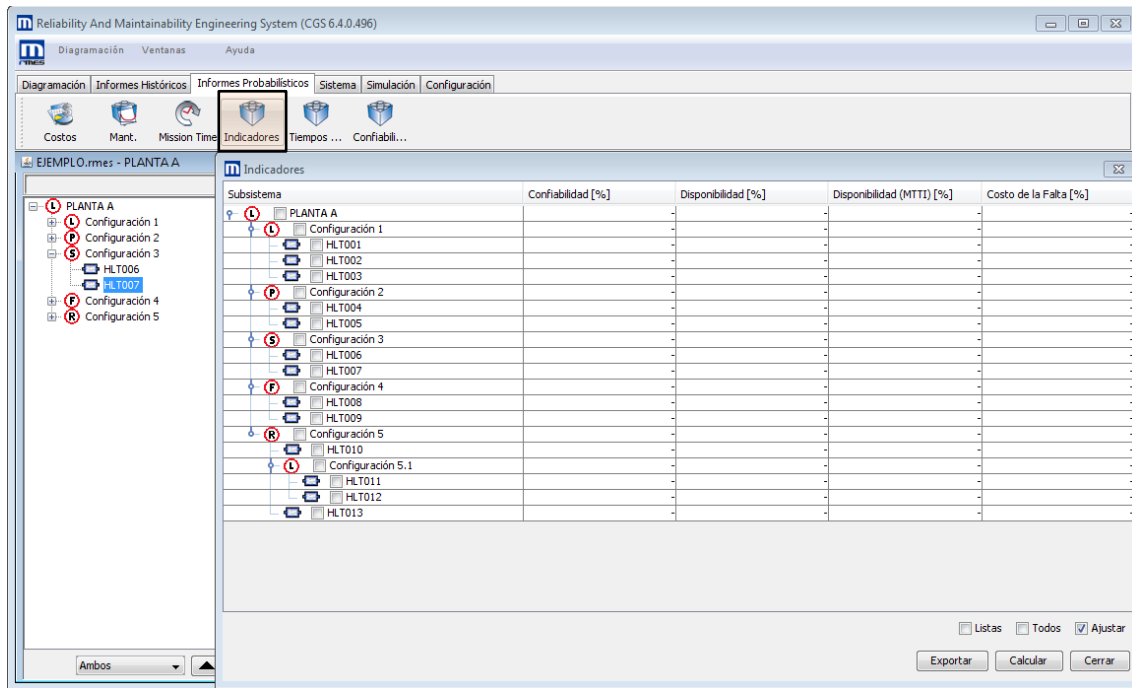 Reliability And Maintainability Engineering System (CGS 6.4.0.496)
Diagramación Ventanas Ayuda
rmes
Diagramación Informes Históricos Informes Probabilísticos Sistema Simulación Configuración
Costos Mant. Mission Time Indicadores Tiempos ... Confiabili...
EJEMPLO.rmes - PLANTA A
L PLANTA A
L Configuración 1
P Configuración 2
S Configuración 3
HLT006
HLT007
F Configuración 4
R Configuración 5
Ambos
Indicadores
Subsistema Confiabilidad [%] Disponibilidad [%] Disponibilidad (MTTI) [%] Costo de la Falta [%]
L PLANTA A - - - -
L Configuración 1 - - - -
HLT001 - - - -
HLT002 - - - -
HLT003 - - - -
P Configuración 2 - - - -
HLT004 - - - -
HLT005 - - - -
S Configuración 3 - - - -
HLT006 - - - -
HLT007 - - - -
F Configuración 4 - - - -
HLT008 - - - -
HLT009 - - - -
R Configuración 5 - - - -
HLT010 - - - -
L Configuración 5.1 - - - -
HLT011 - - - -
HLT012 - - - -
HLT013 - - - -
Listas Todos Ajustar
Exportar Calcular Cerrar